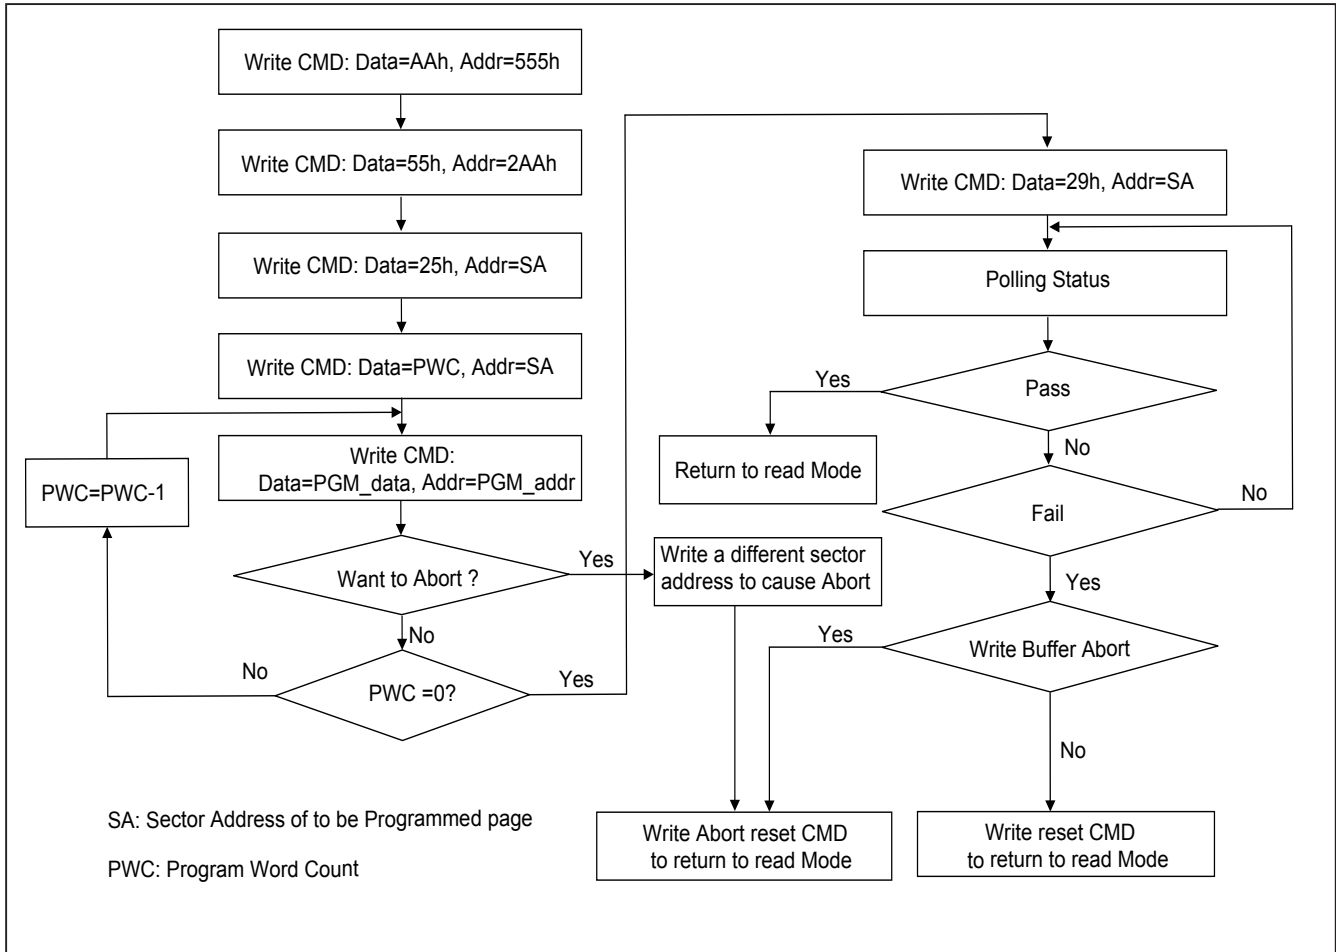 Write CMD: Data=AAh, Addr=555h
Write CMD: Data=55h, Addr=2AAh
Write CMD: Data=25h, Addr=SA
Write CMD: Data=PWC, Addr=SA
Write CMD:
Data=PGM_data, Addr=PGM_addr
PWC=PWC-1
Want to Abort ?
Yes
No
PWC =0?
No
Yes
Write a different sector
address to cause Abort
Write CMD: Data=29h, Addr=SA
Polling Status
Pass
Yes
No
Return to read Mode
Fail
No
Yes
Write Buffer Abort
Yes
No
Write Abort reset CMD
to return to read Mode
Write reset CMD
to return to read Mode
SA: Sector Address of to be Programmed page
PWC: Program Word Count